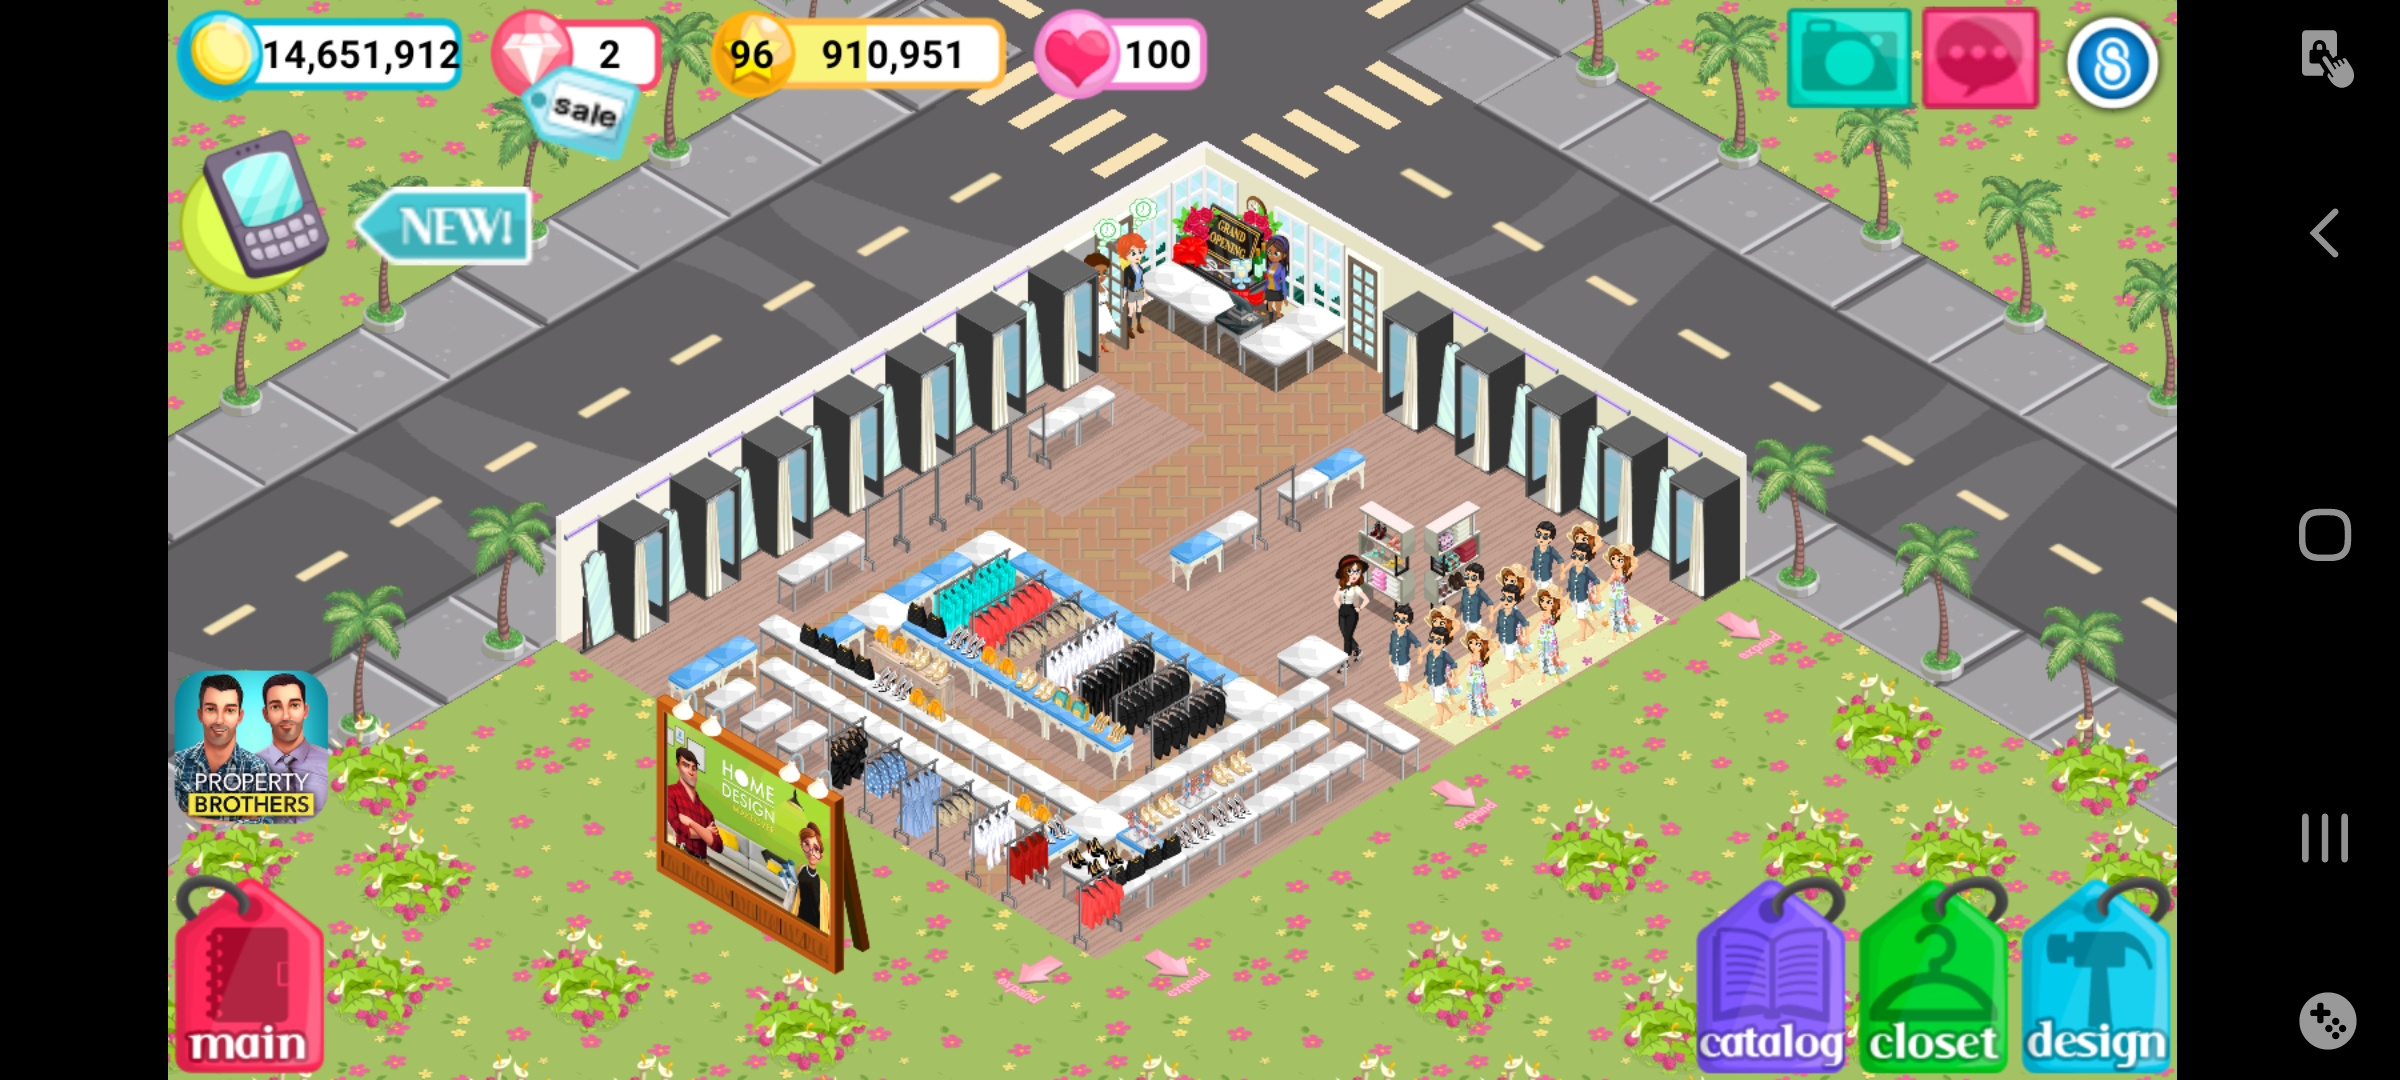 14,651,912
2
96
910,951
100
sale
NEW!
GRAND
OPENING
PROPERTY
BROTHERS
HOME
DESIGN
expand
expand
expand
expand
main
catalog
closet
design